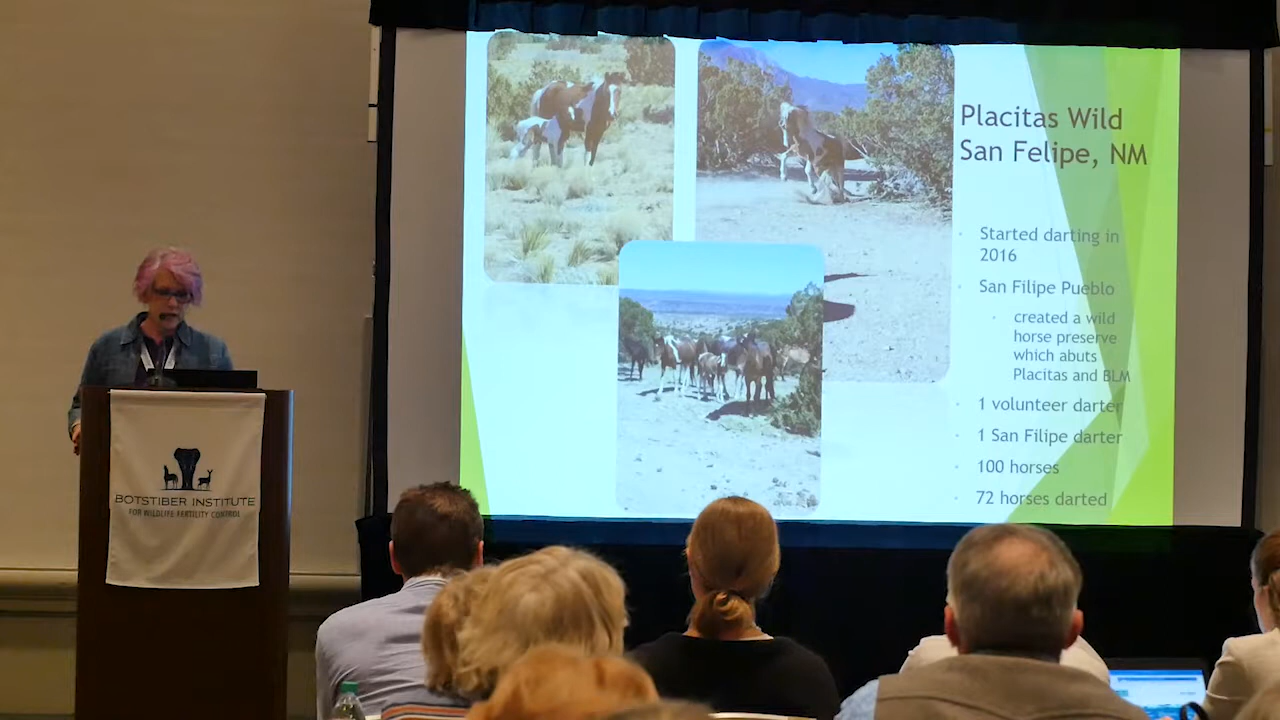 Placitas Wild
San Felipe, NM
Started darting in
2016
San Filipe Pueblo
created a wild
horse preserve
which abuts
Placitas and BLM
1 volunteer darter
1 San Filipe darter
100 horses
72 horses darted
BOTSTIBER INSTITUTE
FOR WILDLIFE FERTILITY CONTROL